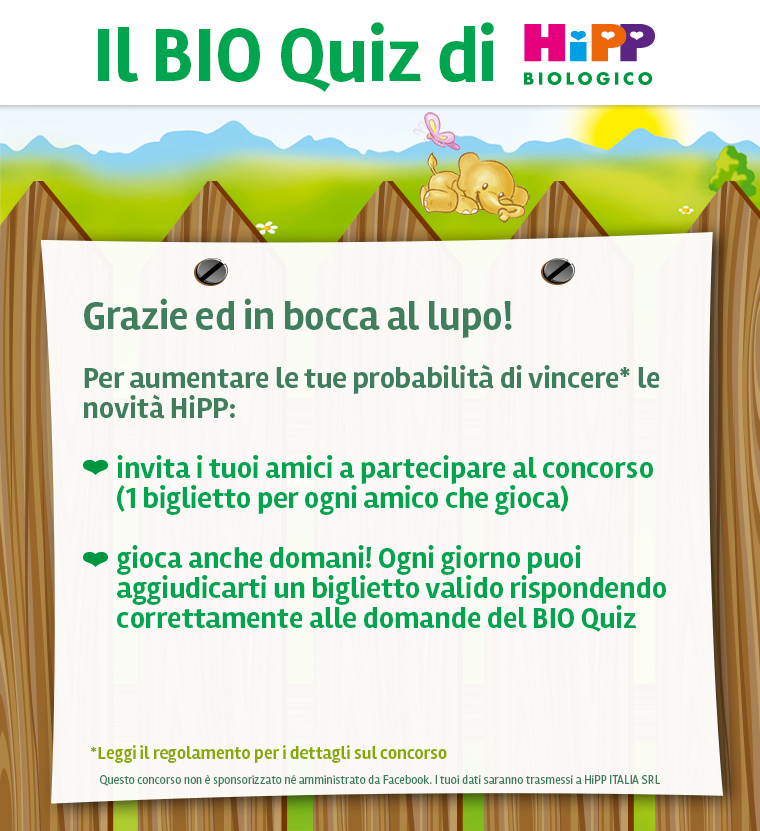 Il BIO Quiz di HiPP
BIOLOGICO
Grazie ed in bocca al lupo!
Per aumentare le tue probabilità di vincere* le
novità HiPP:
invita i tuoi amici a partecipare al concorso
(1 biglietto per ogni amico che gioca)
gioca anche domani! Ogni giorno puoi
aggiudicarti un biglietto valido rispondendo
correttamente alle domande del BIO Quiz
*Leggi il regolamento per i dettagli sul concorso
Questo concorso non è sponsorizzato né amministrato da Facebook. I tuoi dati saranno trasmessi a HiPP ITALIA SRL